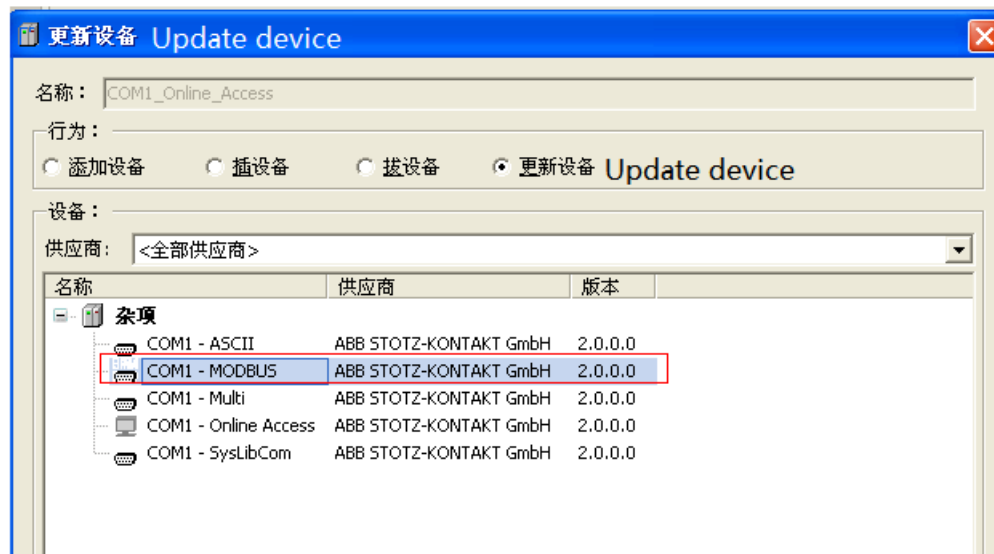 更新设备 Update device
名称： COM1_Online_Access
行为：
添加设备 插设备 拔设备 更新设备 Update device
设备：
供应商: <全部供应商>
名称 供应商 版本
杂项
COM1 - ASCII ABB STOTZ-KONTAKT GmbH 2.0.0.0
COM1 - MODBUS ABB STOTZ-KONTAKT GmbH 2.0.0.0
COM1 - Multi ABB STOTZ-KONTAKT GmbH 2.0.0.0
COM1 - Online Access ABB STOTZ-KONTAKT GmbH 2.0.0.0
COM1 - SysLibCom ABB STOTZ-KONTAKT GmbH 2.0.0.0